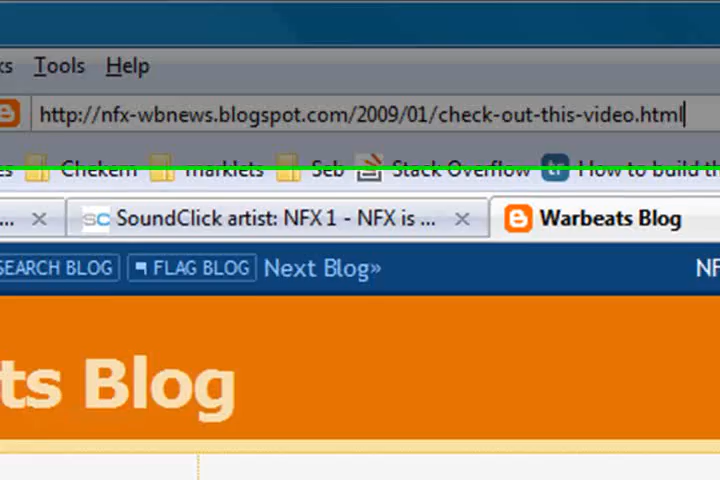 ks Tools Help
http://nfx-wbnews.blogspot.com/2009/01/check-out-this-video.html
es Chekem marklets Seb Stack Overflow How to build th
... SC SoundClick artist: NFX 1 - NFX is ... Warbeats Blog
SEARCH BLOG FLAG BLOG Next Blog» NF
ts Blog